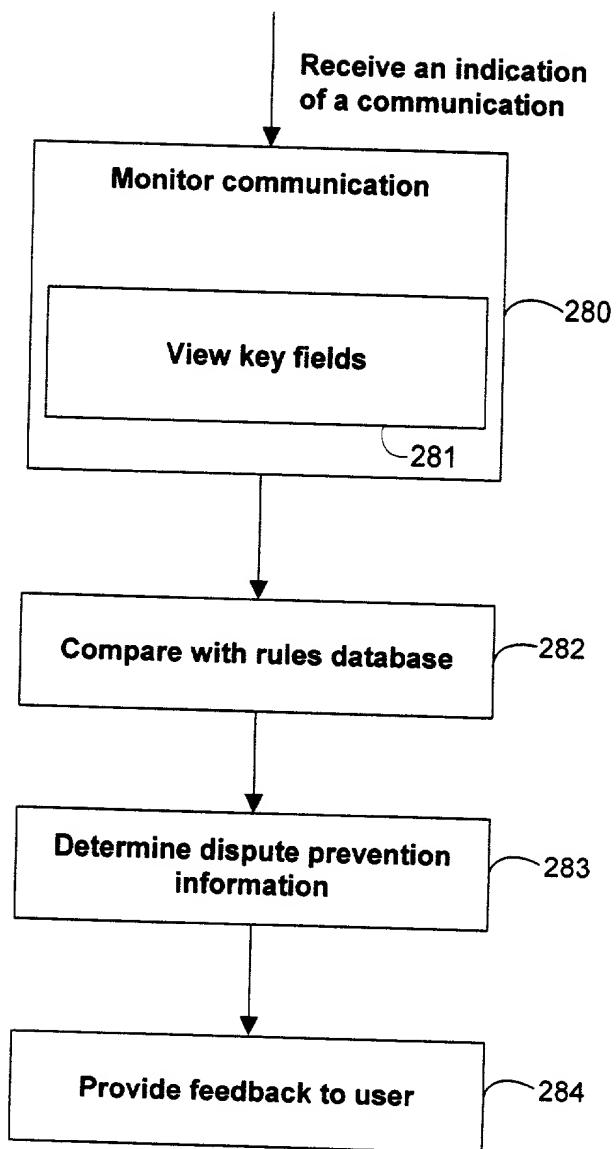 Receive an indication
of a communication
Monitor communication
280
View key fields
281
Compare with rules database
282
Determine dispute prevention
information
283
Provide feedback to user
284